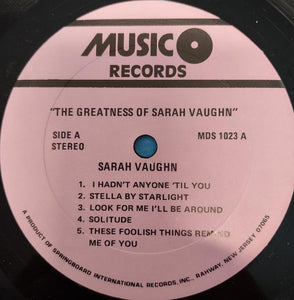 MUSICO
RECORDS
"THE GREATNESS OF SARAH VAUGHN"
SIDE A
STEREO
MDS 1023 A
SARAH VAUGHN
1. I HADN'T ANYONE 'TIL YOU
2. STELLA BY STARLIGHT
3. LOOK FOR ME I'LL BE AROUND
4. SOLITUDE
5. THESE FOOLISH THINGS REMIND
ME OF YOU
A PRODUCT OF SPRINGBOARD INTERNATIONAL RECORDS, INC., RAHWAY, NEW JERSEY 07065